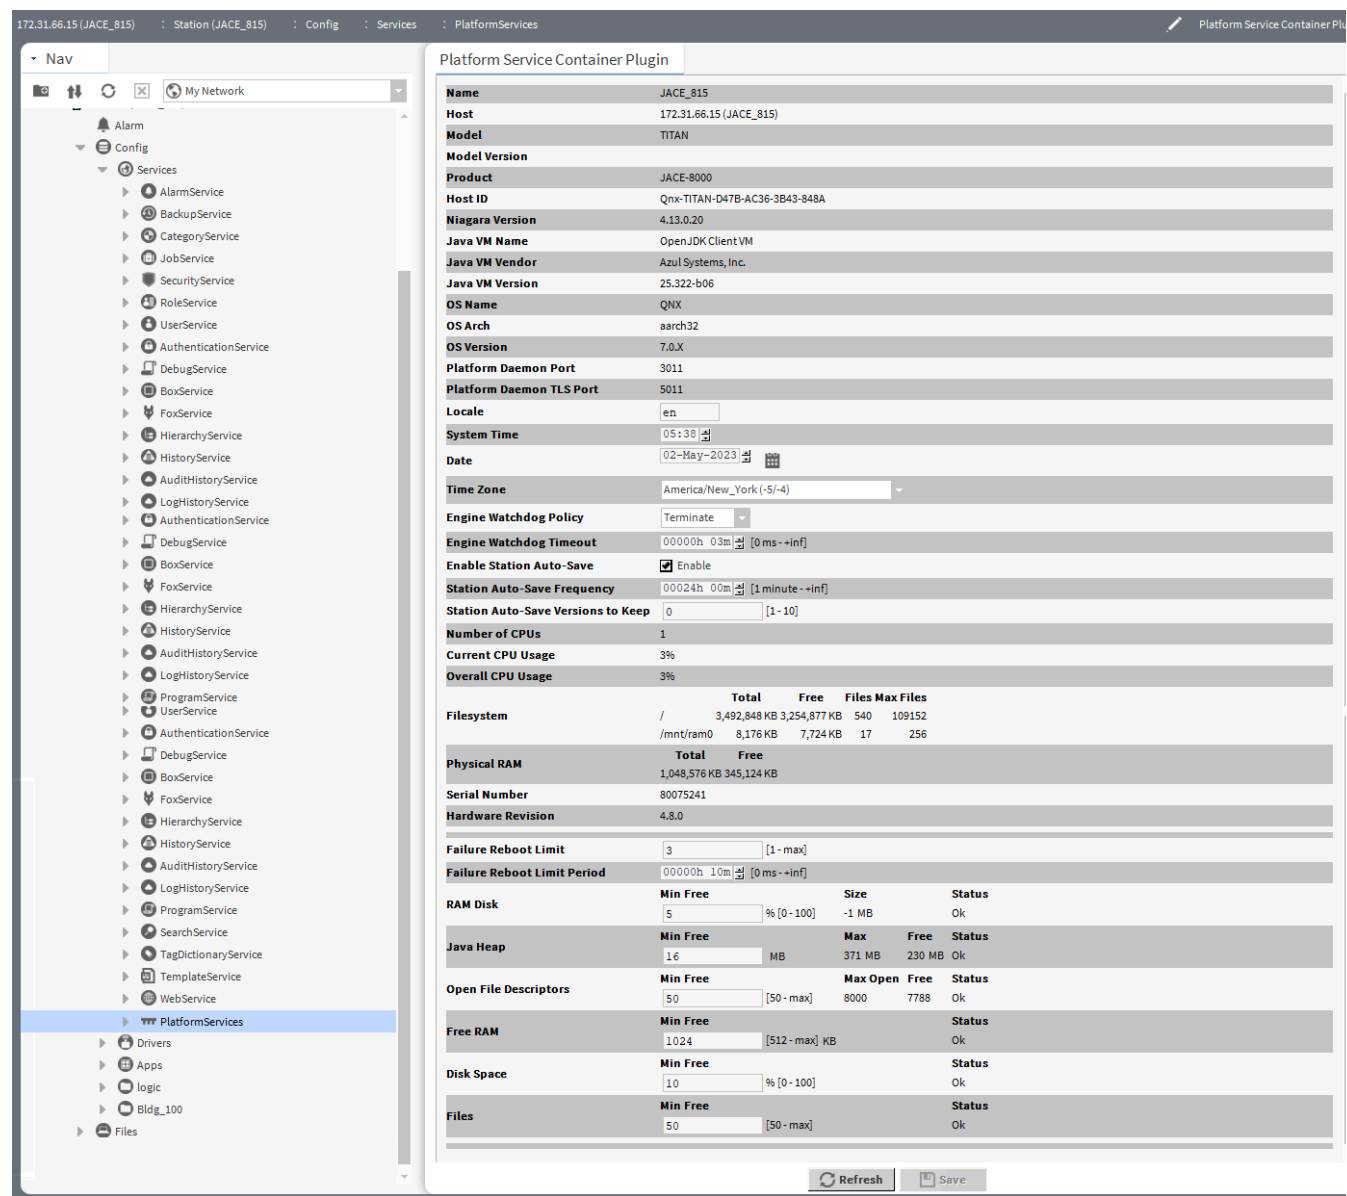 172.31.66.15 (JACE_815) : Station (JACE_815) : Config : Services : PlatformServices Platform Service Container Plu
Nav
My Network
Alarm
Config
Services
AlarmService
BackupService
CategoryService
JobService
SecurityService
RoleService
UserService
AuthenticationService
DebugService
BoxService
FoxService
HierarchyService
HistoryService
AuditHistoryService
LogHistoryService
AuthenticationService
DebugService
BoxService
FoxService
HierarchyService
HistoryService
AuditHistoryService
LogHistoryService
ProgramService
UserService
AuthenticationService
DebugService
BoxService
FoxService
HierarchyService
HistoryService
AuditHistoryService
LogHistoryService
ProgramService
SearchService
TagDictionaryService
TemplateService
WebService
PlatformServices
Drivers
Apps
logic
Bldg_100
Files
Platform Service Container Plugin
Name JACE_815
Host 172.31.66.15 (JACE_815)
Model TITAN
Model Version
Product JACE-8000
Host ID Qnx-TITAN-D47B-AC36-3B43-848A
Niagara Version 4.13.0.20
Java VM Name OpenJDK Client VM
Java VM Vendor Azul Systems, Inc.
Java VM Version 25.322-b06
OS Name QNX
OS Arch aarch32
OS Version 7.0.X
Platform Daemon Port 3011
Platform Daemon TLS Port 5011
Locale en
System Time 05:38
Date 02-May-2023
Time Zone America/New_York (-5/-4)
Engine Watchdog Policy Terminate
Engine Watchdog Timeout 00000h 03m [0 ms - +inf]
Enable Station Auto-Save Enable
Station Auto-Save Frequency 00024h 00m [1 minute - +inf]
Station Auto-Save Versions to Keep 0 [1 - 10]
Number of CPUs 1
Current CPU Usage 3%
Overall CPU Usage 3%
Total Free Files Max Files
Filesystem / 3,492,848 KB 3,254,877 KB 540 109152
/mnt/ram0 8,176 KB 7,724 KB 17 256
Total Free
Physical RAM 1,048,576 KB 345,124 KB
Serial Number 80075241
Hardware Revision 4.8.0
Failure Reboot Limit 3 [1 - max]
Failure Reboot Limit Period 00000h 10m [0 ms - +inf]
Min Free Size Status
RAM Disk 5 % [0 - 100] -1 MB Ok
Min Free Max Free Status
Java Heap 16 MB 371 MB 230 MB Ok
Min Free Max Open Free Status
Open File Descriptors 50 [50 - max] 8000 7788 Ok
Min Free Status
Free RAM 1024 [512 - max] KB Ok
Min Free Status
Disk Space 10 % [0 - 100] Ok
Min Free Status
Files 50 [50 - max] Ok
Refresh Save